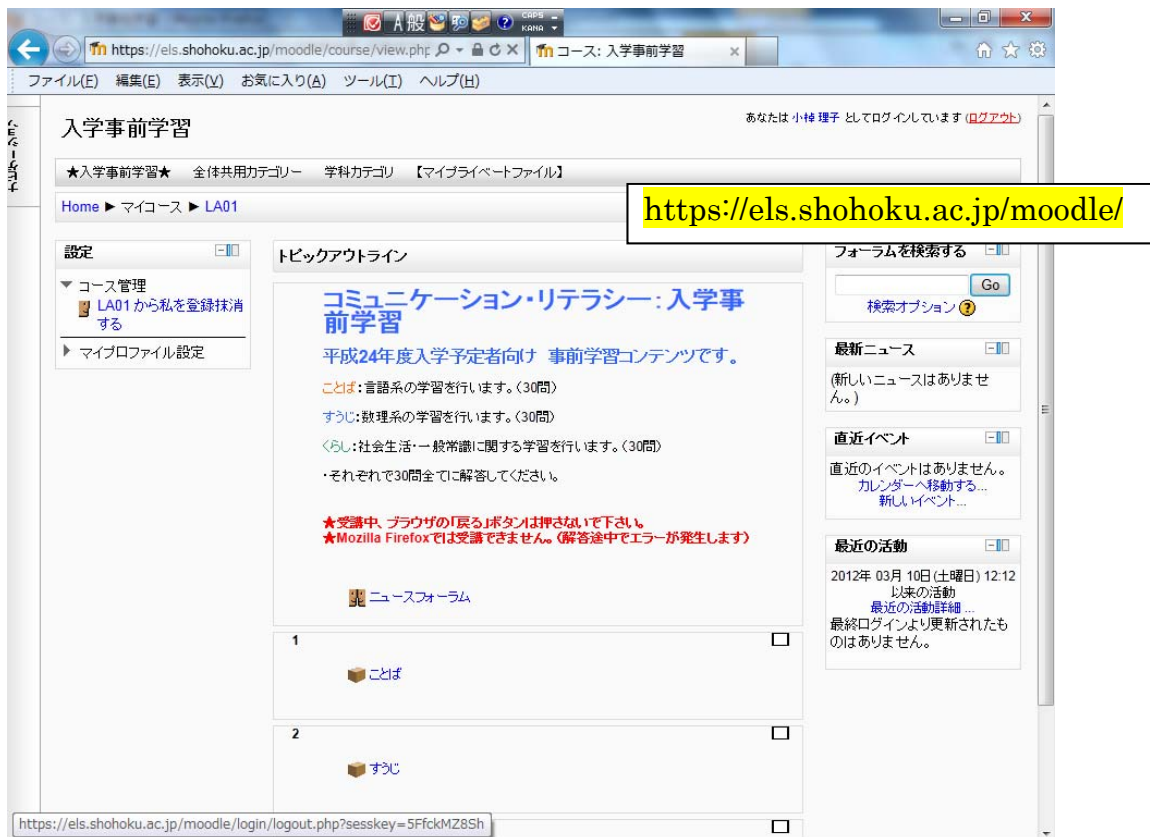 A 般 CAPS KANA
https://els.shohoku.ac.jp/moodle/course/view.php
コース: 入学事前学習
ファイル(F) 編集(E) 表示(V) お気に入り(A) ツール(T) ヘルプ(H)
入学事前学習
あなたは 小棹 理子 としてログインしています (ログアウト)
★入学事前学習★ 全体共用カテゴリー 学科カテゴリ 【マイプライベートファイル】
https://els.shohoku.ac.jp/moodle/
Home ► マイコース ► LA01
設定
▼ コース管理
LA01 から私を登録抹消
する
▶ マイプロファイル設定
トピックアウトライン
コミュニケーション・リテラシー:入学事
前学習
平成24年度入学予定者向け 事前学習コンテンツです。
ことば:言語系の学習を行います。(30問)
すうじ:数理系の学習を行います。(30問)
くらし:社会生活・一般常識に関する学習を行います。(30問)
・それぞれで30問全てに解答してください。
★受講中、ブラウザの「戻る」ボタンは押さないで下さい。
★Mozilla Firefoxでは受講できません。(解答途中でエラーが発生します)
ニュースフォーラム
1
ことば
2
すうじ
フォーラムを検索する
Go
検索オプション
最新ニュース
(新しいニュースはありませ
ん。)
直近イベント
直近のイベントはありません。
カレンダーへ移動する...
新しいイベント...
最近の活動
2012年 03月 10日(土曜日) 12:12
以来の活動
最近の活動詳細 ...
最終ログインより更新されたも
のはありません。
https://els.shohoku.ac.jp/moodle/login/logout.php?sesskey=5FfckMZ8Sh